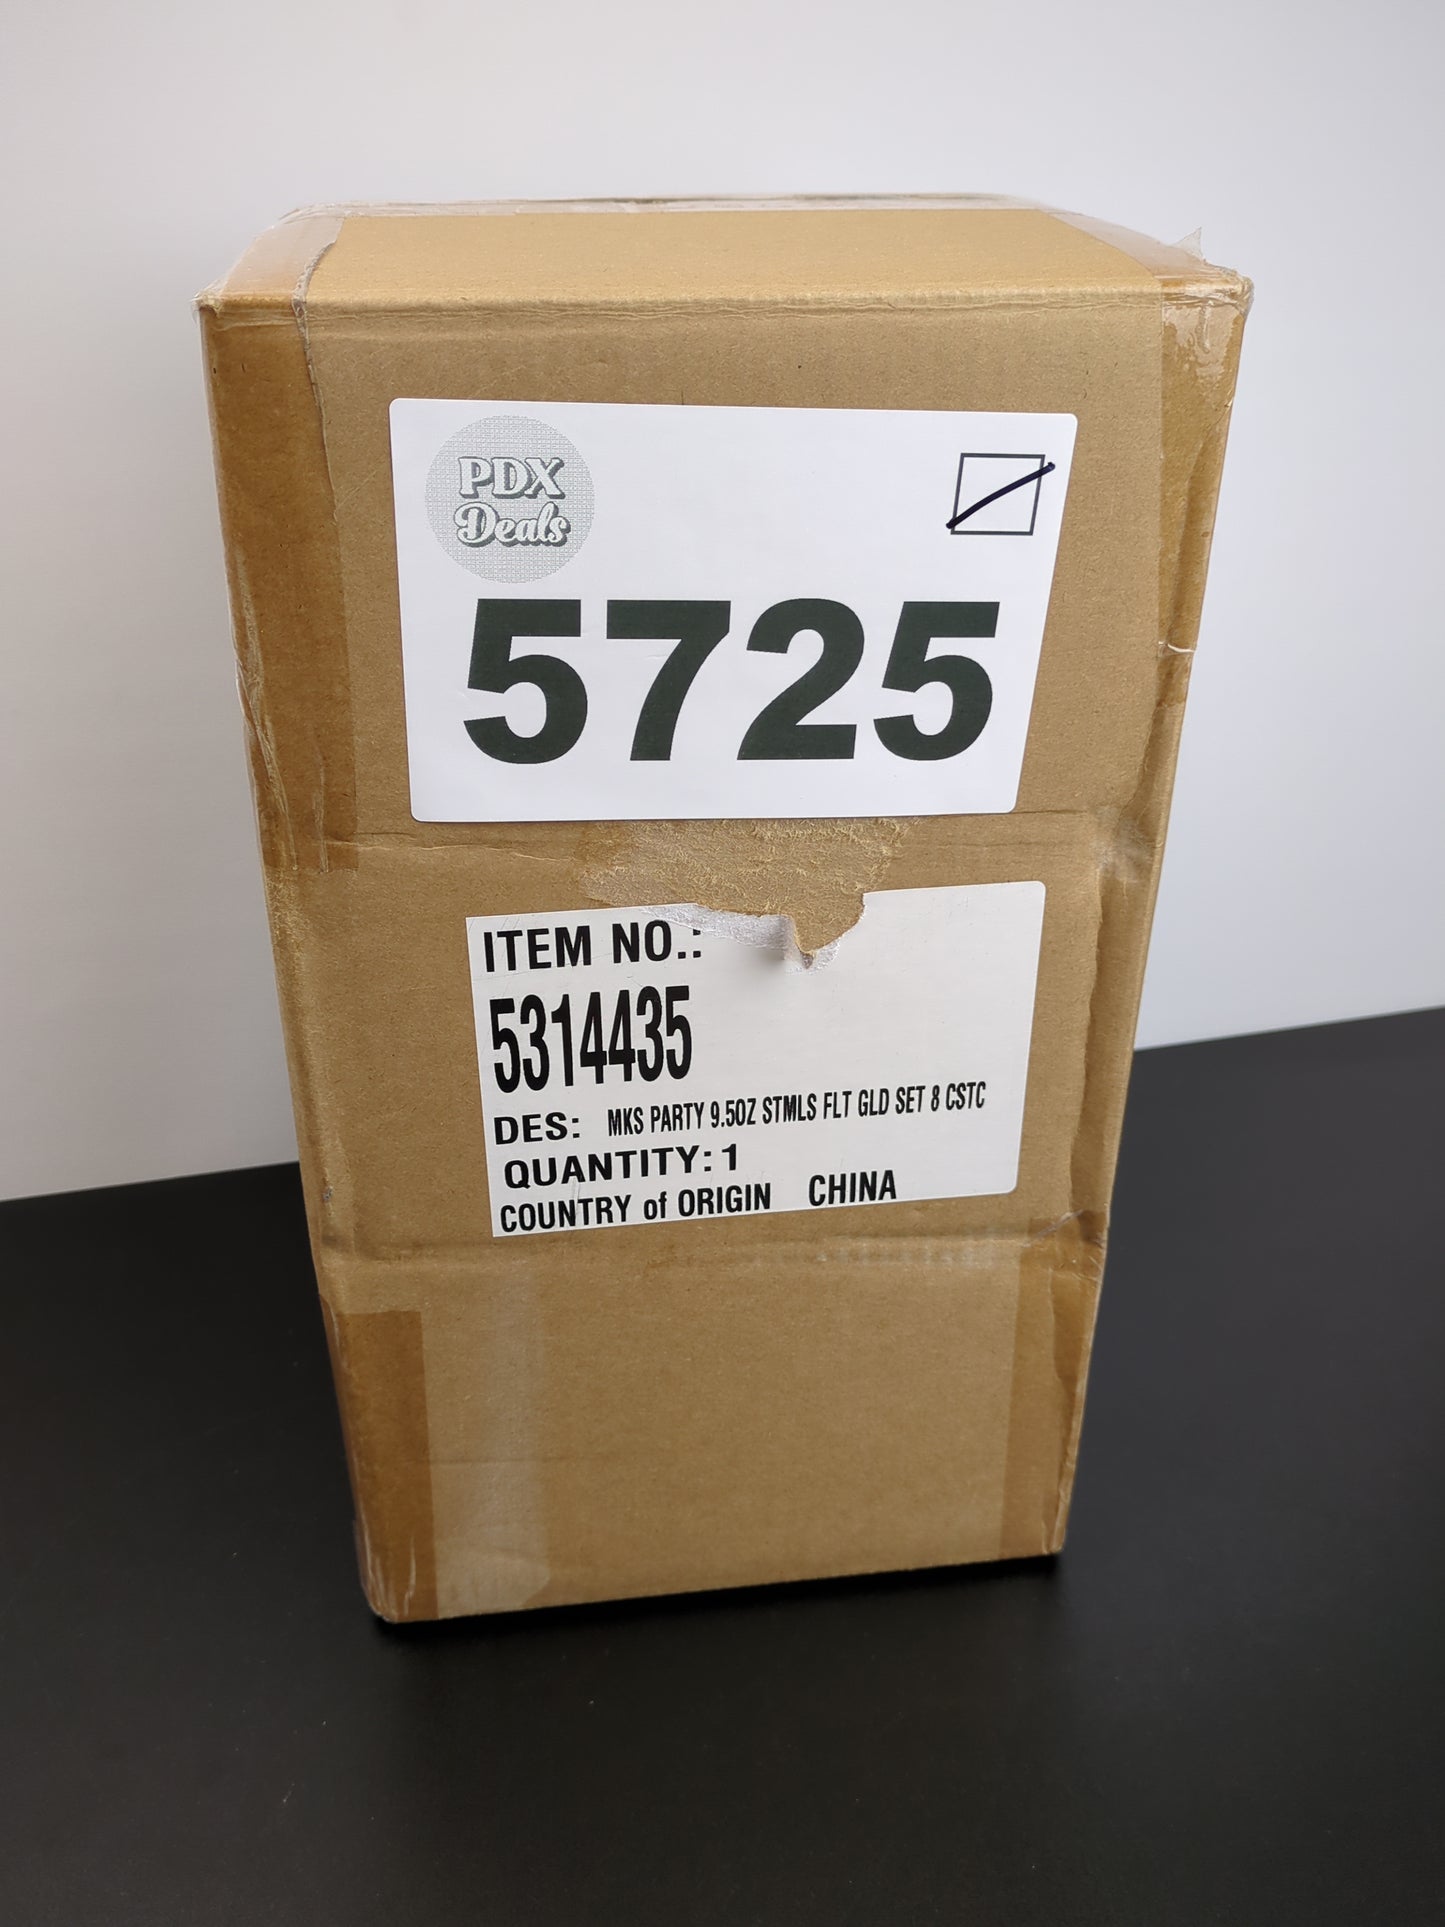 PDX
Deals
5725
ITEM NO.:
5314435
DES: MKS PARTY 9.5OZ STMLS FLT GLD SET 8 CSTC
QUANTITY: 1
COUNTRY of ORIGIN CHINA